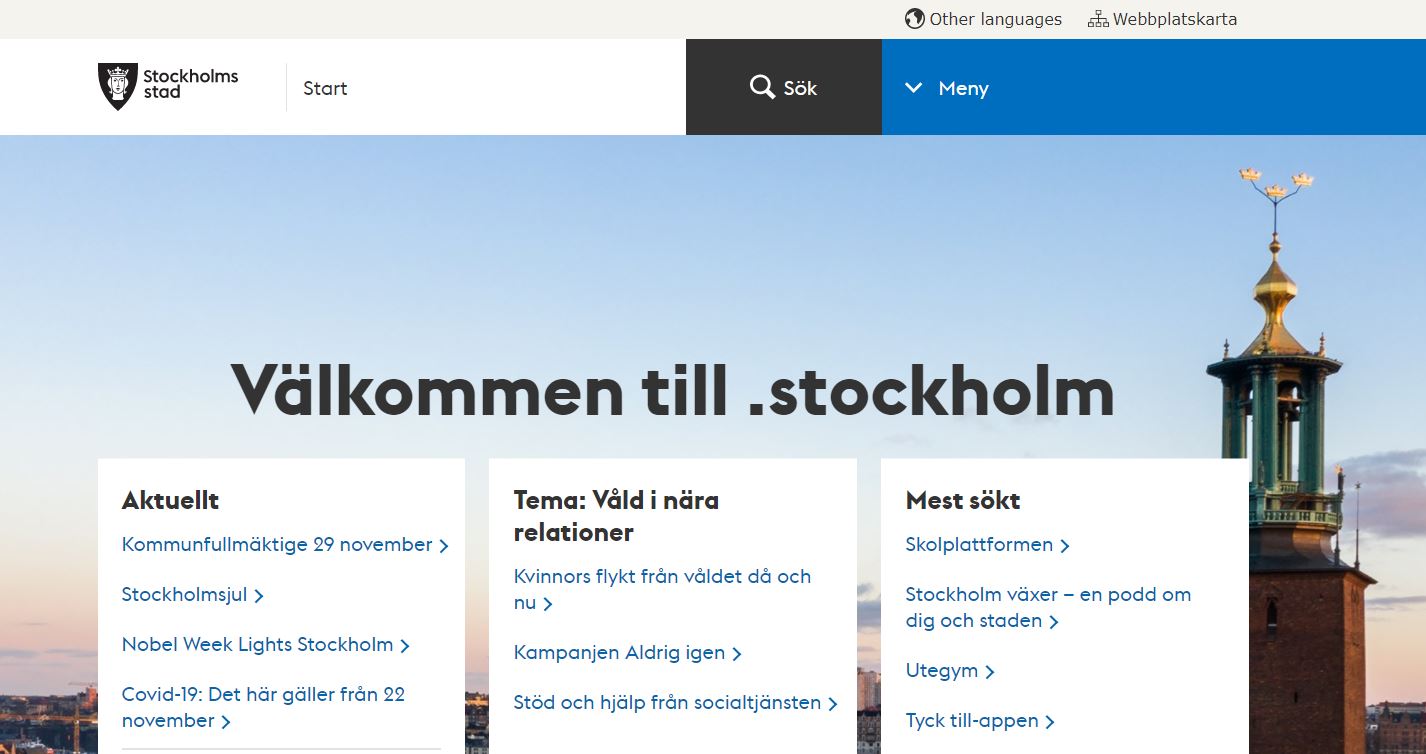 Other languages
Webbplatskarta
Stockholms
stad
Start
Sök
Meny
Välkommen till .stockholm
Aktuellt
Kommunfullmäktige 29 november
Stockholmsjul
Nobel Week Lights Stockholm
Covid-19: Det här gäller från 22
november
Tema: Våld i nära
relationer
Kvinnors flykt från våldet då och
nu
Kampanjen Aldrig igen
Stöd och hjälp från socialtjänsten
Mest sökt
Skolplattformen
Stockholm växer – en podd om
dig och staden
Utegym
Tyck till-appen